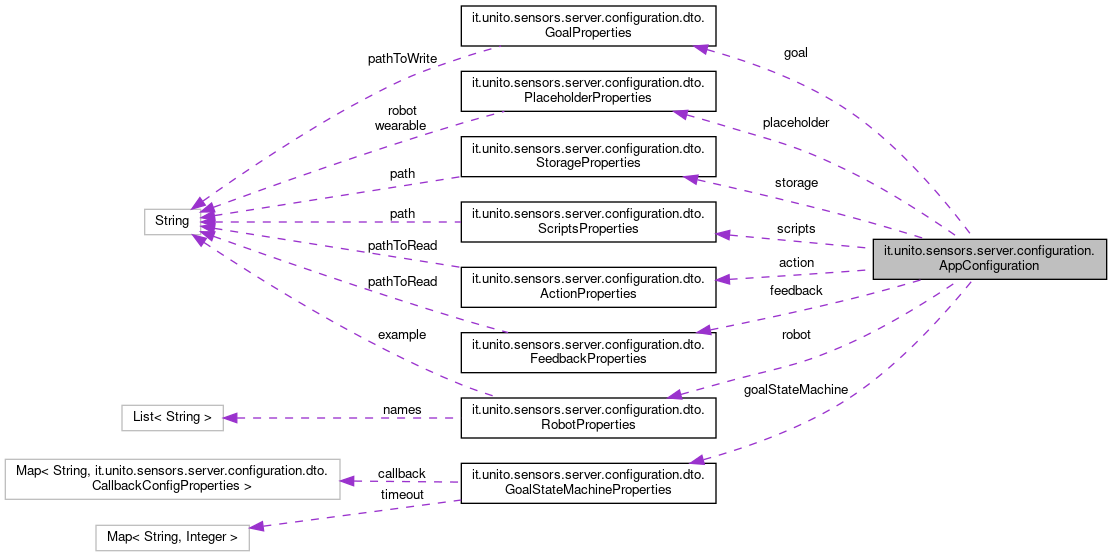 it.unito.sensors.server.configuration.dto.
GoalProperties
goal
pathToWrite
it.unito.sensors.server.configuration.dto.
PlaceholderProperties
robot
wearable
placeholder
it.unito.sensors.server.configuration.dto.
StorageProperties
path
storage
String
it.unito.sensors.server.configuration.dto.
ScriptsProperties
path
scripts
it.unito.sensors.server.configuration.
AppConfiguration
pathToRead
action
it.unito.sensors.server.configuration.dto.
ActionProperties
pathToRead
feedback
it.unito.sensors.server.configuration.dto.
FeedbackProperties
example
robot
goalStateMachine
List< String >
names
it.unito.sensors.server.configuration.dto.
RobotProperties
Map< String, it.unito.sensors.server.configuration.dto.
CallbackConfigProperties >
callback
it.unito.sensors.server.configuration.dto.
GoalStateMachineProperties
timeout
Map< String, Integer >